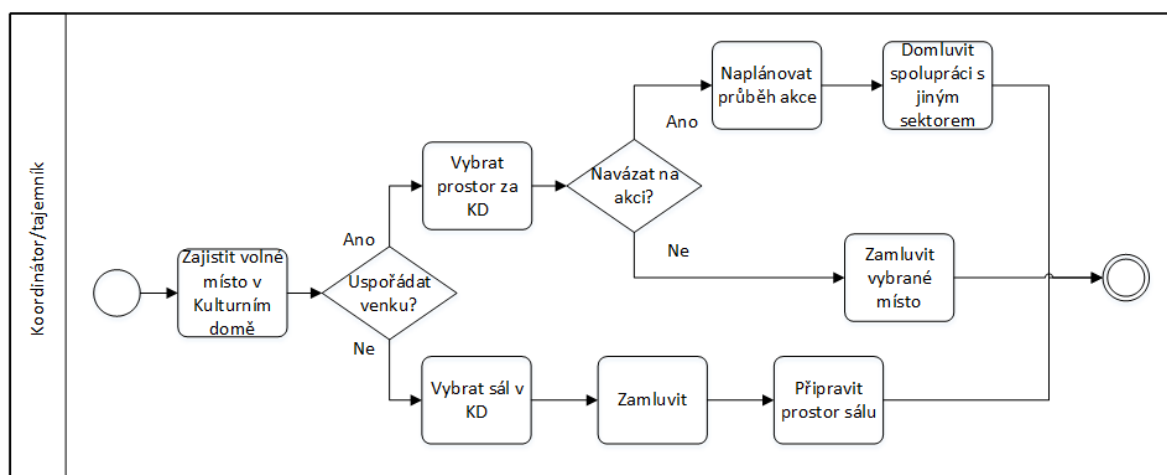 Koordinátor/tajemník
Zajistit volné
místo v
Kulturním
domě
Uspořádat
venku?
Ano
Ne
Vybrat
prostor za
KD
Navázat na
akci?
Ano
Ne
Naplánovat
průběh akce
Domluvit
spolupráci s
jiným
sektorem
Zamluvit
vybrané
místo
Vybrat sál v
KD
Zamluvit
Připravit
prostor sálu